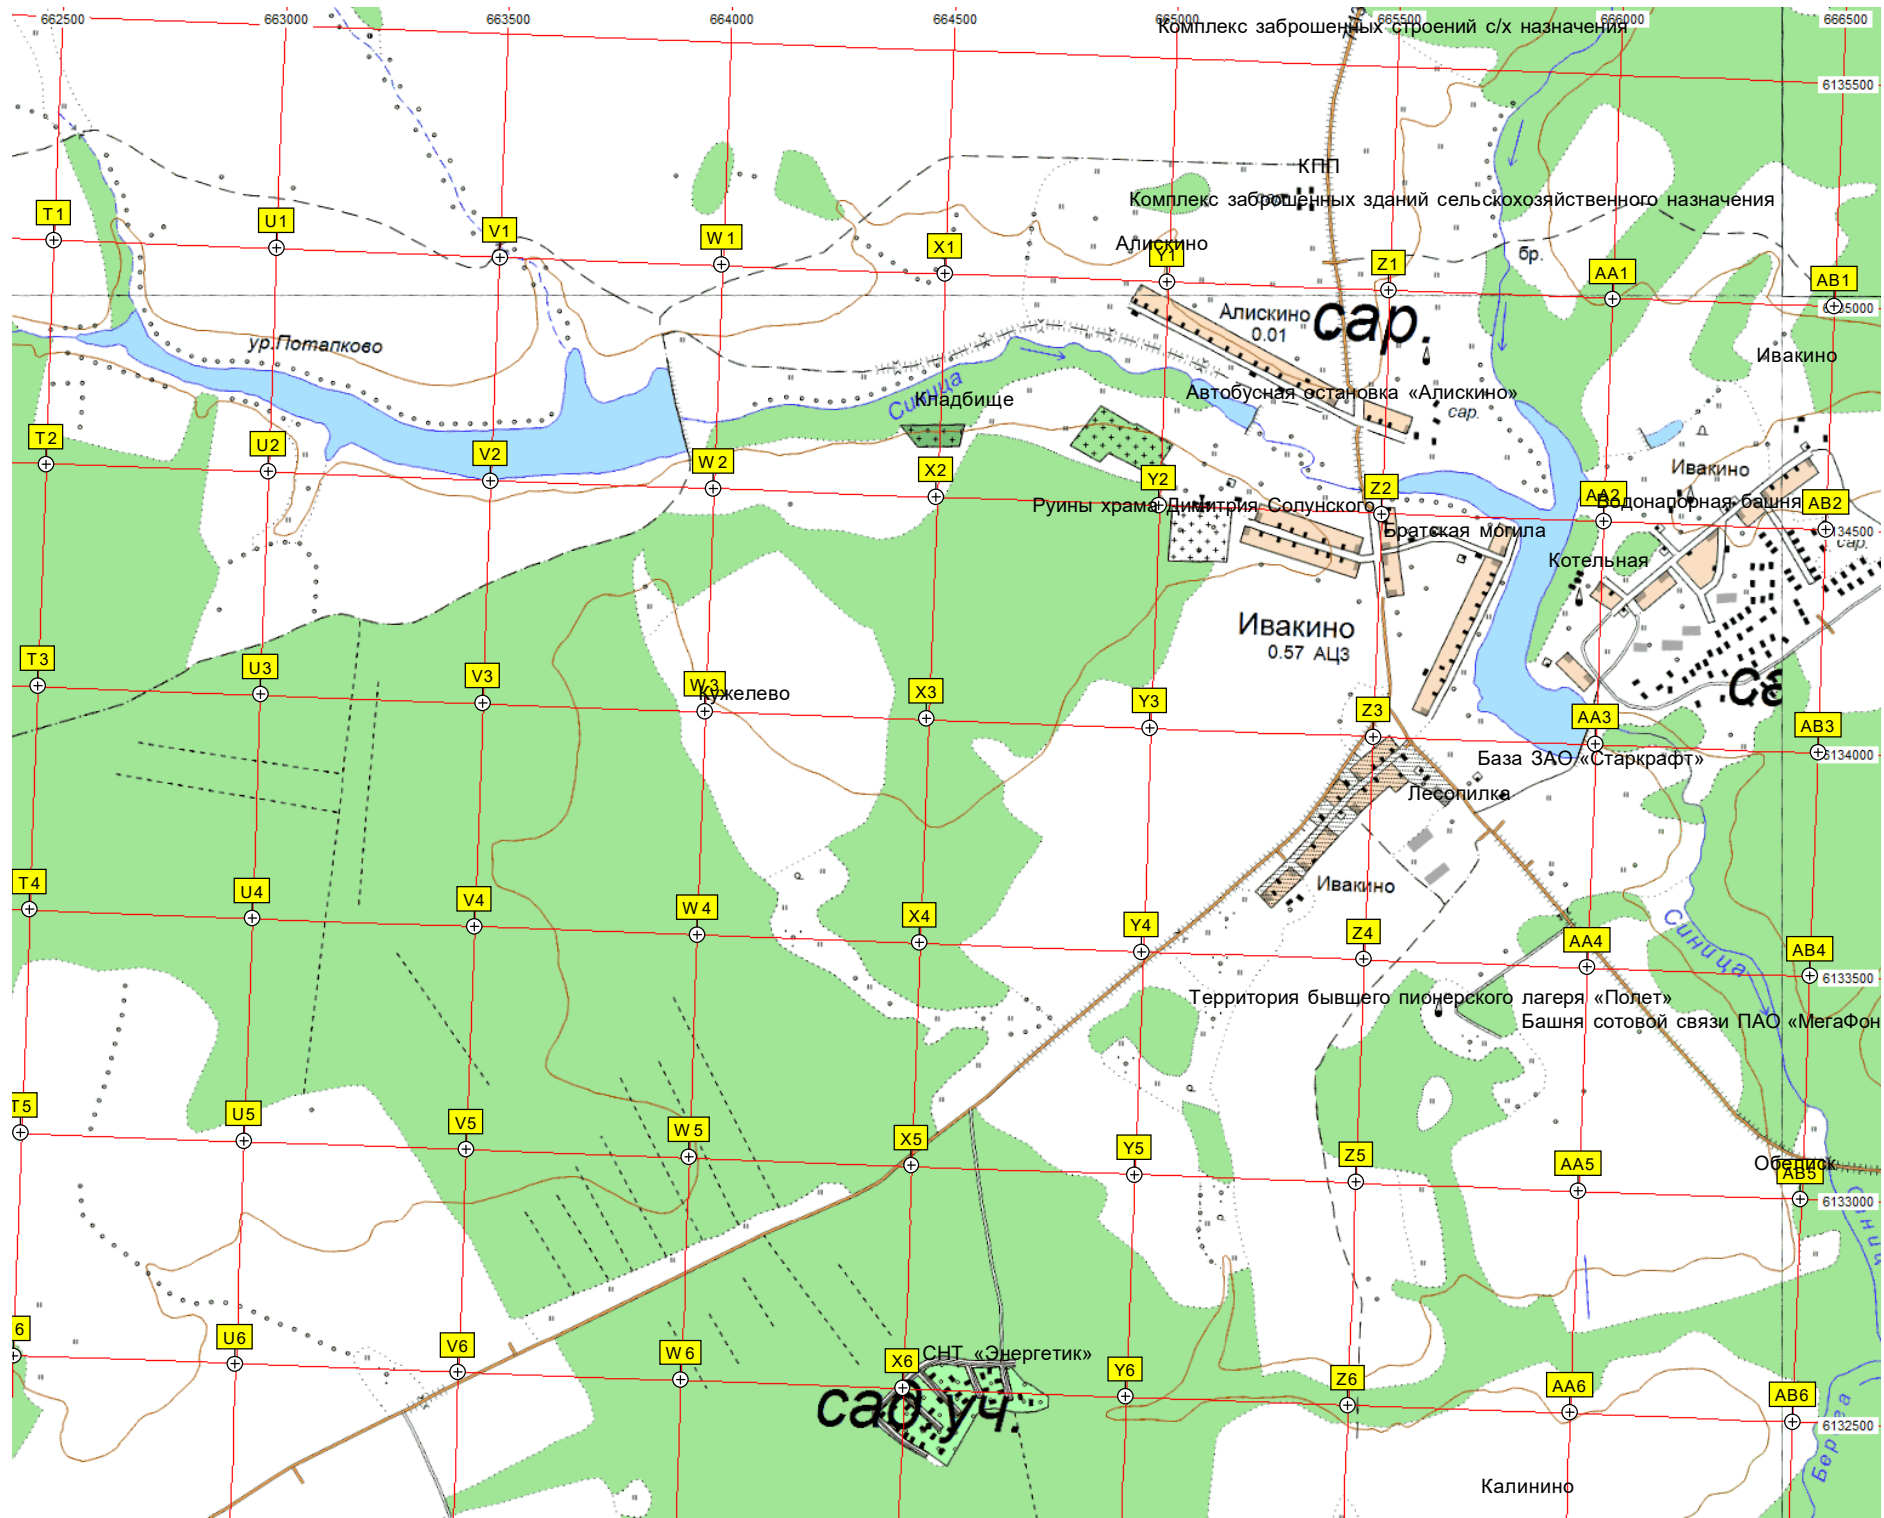 662500 663000 663500 664000 664500 665000 665500 666000 666500
Комплекс заброшенных строений с/х назначения
6135500
КПП
Комплекс заброшенных зданий сельскохозяйственного назначения
T1 U1 V1 W1 X1 Y1 Z1 AA1 AB1
Алискино
бр.
6135000
Алискино
0.01
сар.
ур.Потапково
Ивакино
Синица
Кладбище
Автобусная остановка «Алискино»
сар.
T2 U2 V2 W2 X2 Y2 Z2 AA2 AB2
Ивакино
Водонапорная башня
Руины храма Димитрия Солунского
Братская могила
6134500
сар.
Котельная
Ивакино
0.57 АЦЗ
T3 U3 V3 W3 X3 Y3 Z3 AA3 AB3
Кужелево
База ЗАО «Старкрафт»
6134000
Лесопилка
Ивакино
T4 U4 V4 W4 X4 Y4 Z4 AA4 AB4
Синица
6133500
Территория бывшего пионерского лагеря «Полет»
Башня сотовой связи ПАО «МегаФон
T5 U5 V5 W5 X5 Y5 Z5 AA5 AB5
Обелиск
6133000
6 U6 V6 W6 X6 Y6 Z6 AA6 AB6
СНТ «Энергетик»
сад уч.
6132500
Калинино